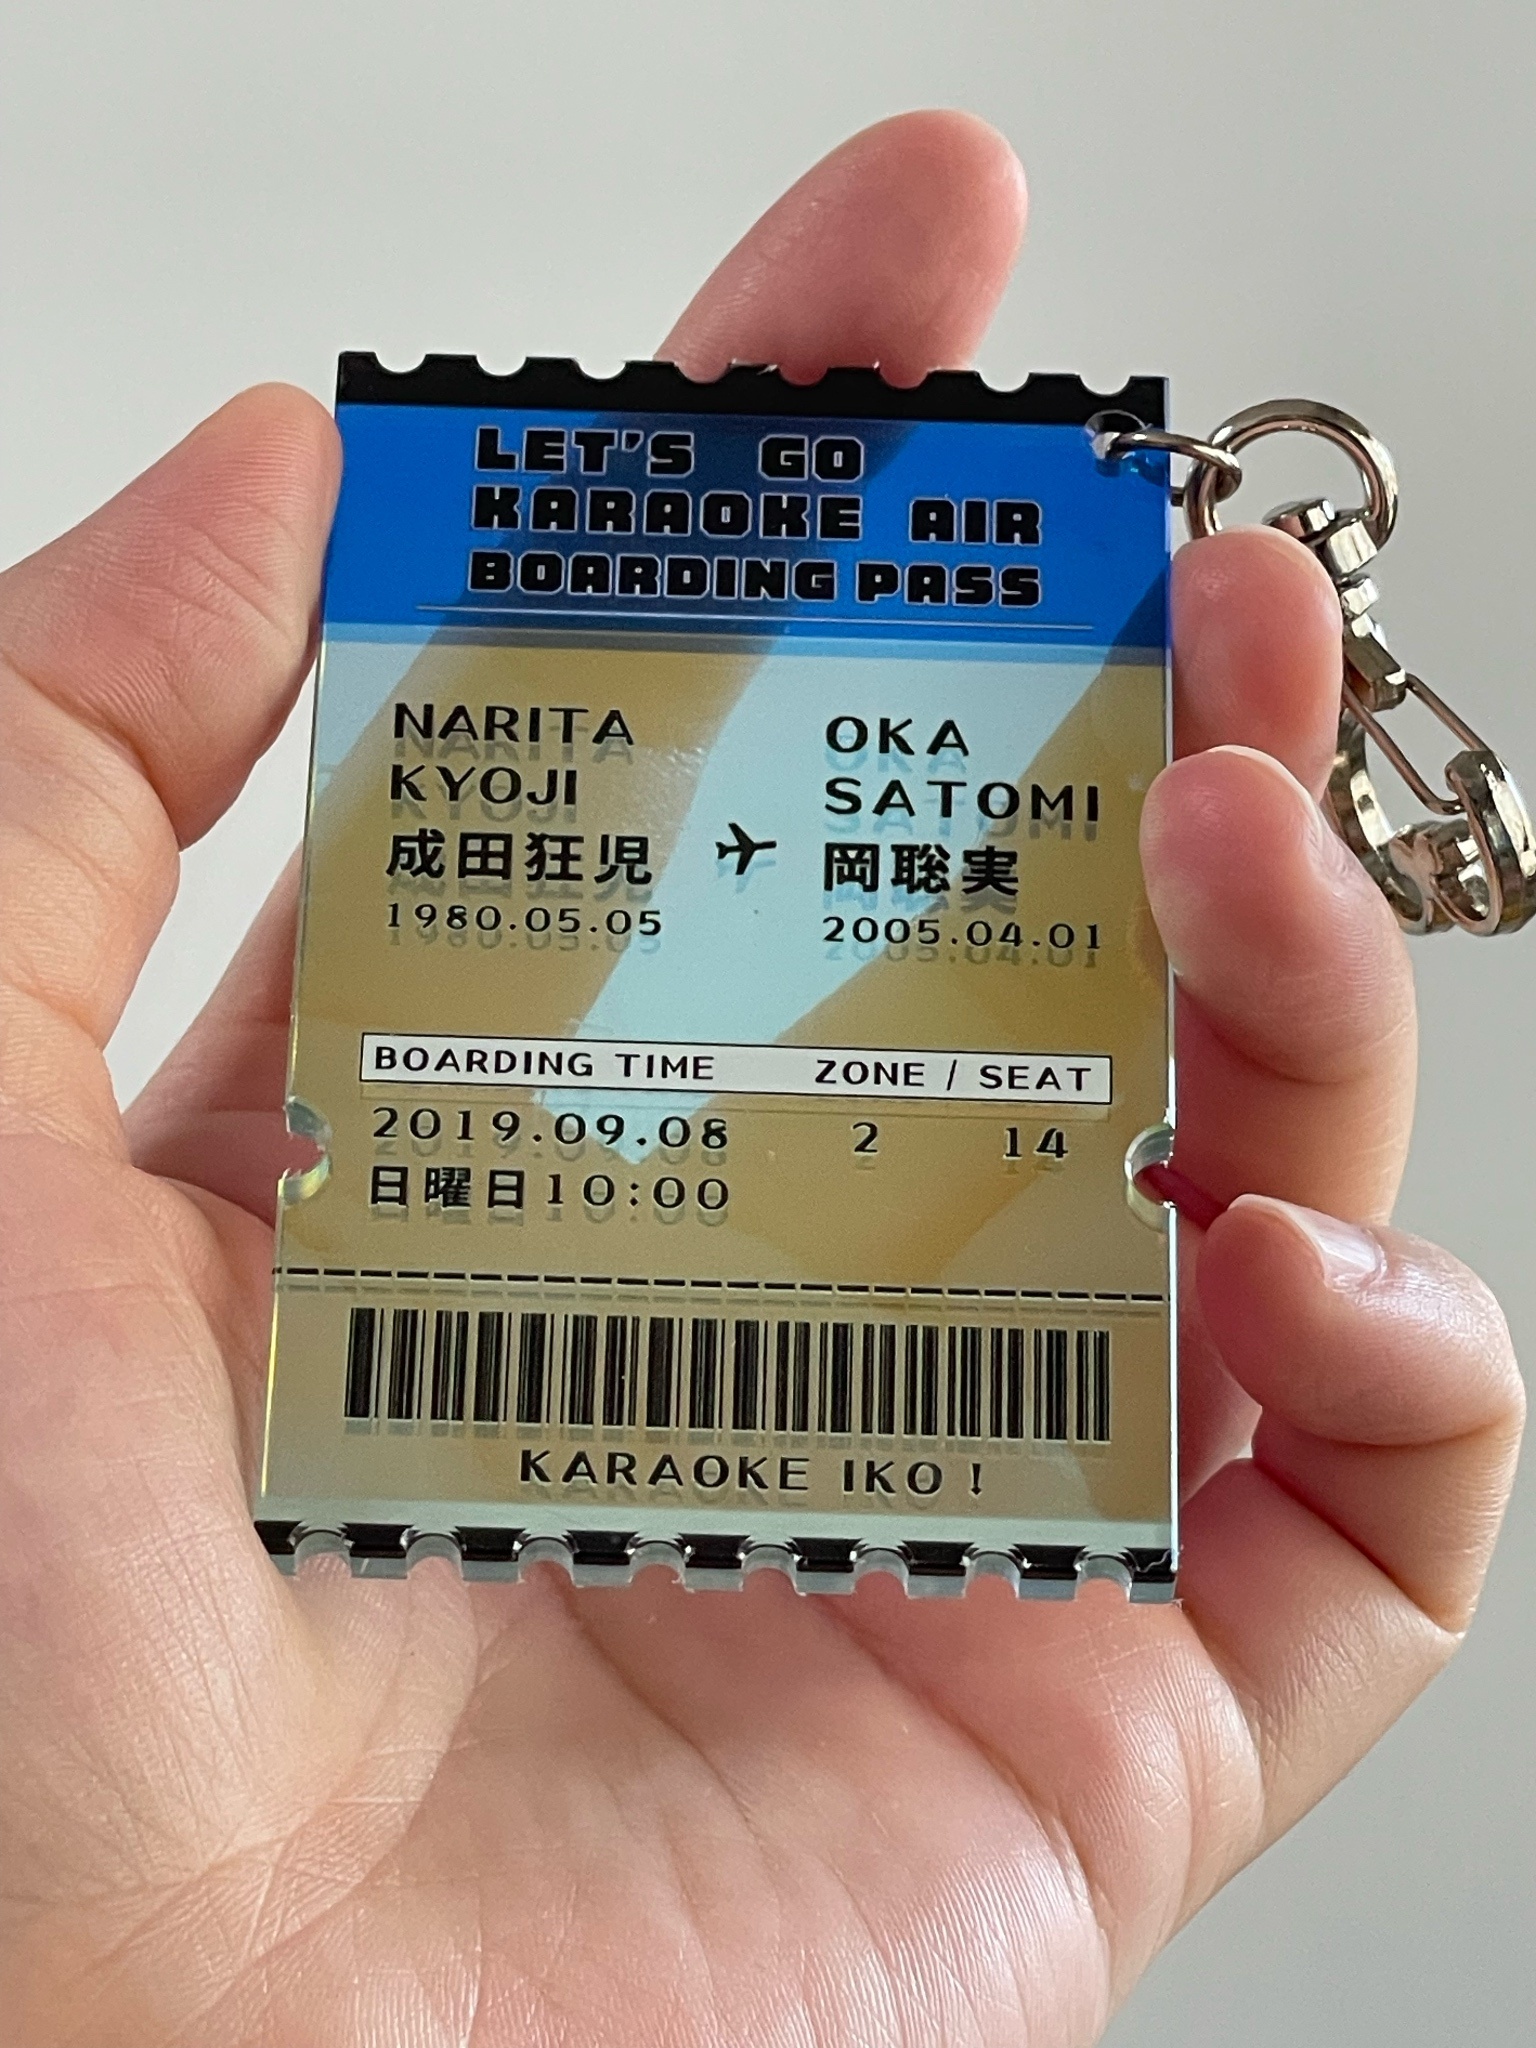 LET'S GO
KARAOKE AIR
BOARDING PASS
NARITA
KYOJI
成田狂児
1980.05.05
OKA
SATOMI
岡聡実
2005.04.01
BOARDING TIME ZONE / SEAT
2019.09.08 2 14
日曜日10:00
KARAOKE IKO !